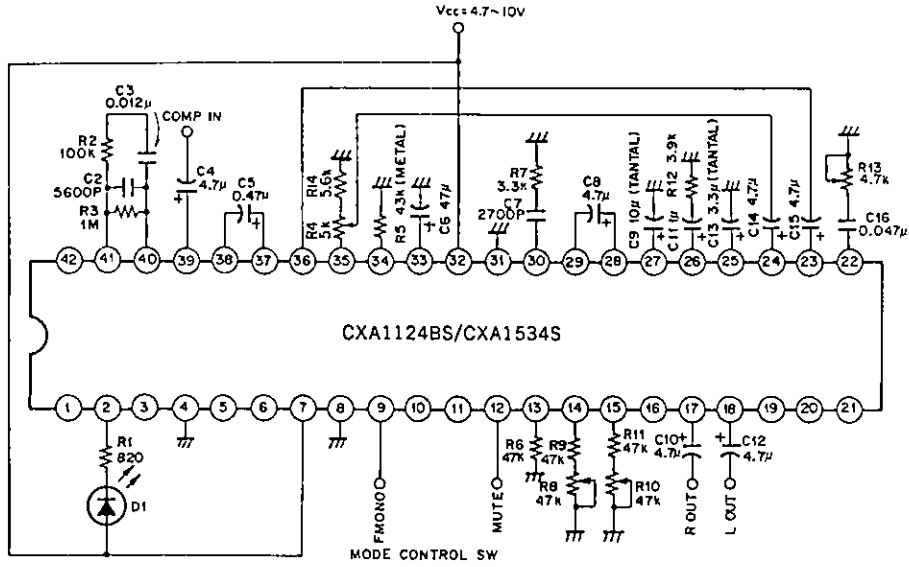 Vcc= 4.7~10V
C3
0.012μ
COMP IN
R2
100K
C2
5600P
R3
1M
C4
4.7μ
C5
0.47μ
R14
5.6k
R4
5k
R5 43k (METAL)
C6 47μ
R7
3.3k
C7
2700P
C8
4.7μ
C9 10μ (TANTAL)
R12 3.9k
C11 1μ
C13 3.3μ (TANTAL)
C14 4.7μ
C15 4.7μ
R13
4.7k
C16
0.047μ
42 41 40 39 38 37 36 35 34 33 32 31 30 29 28 27 26 25 24 23 22
CXA1124BS/CXA1534S
1 2 3 4 5 6 7 8 9 10 11 12 13 14 15 16 17 18 19 20 21
R1
820
D1
FMONO
MUTE
R6
47k
R9
47k
R8
47k
R11
47k
R10
47k
C10
4.7μ
C12
4.7μ
R OUT
L OUT
MODE CONTROL SW